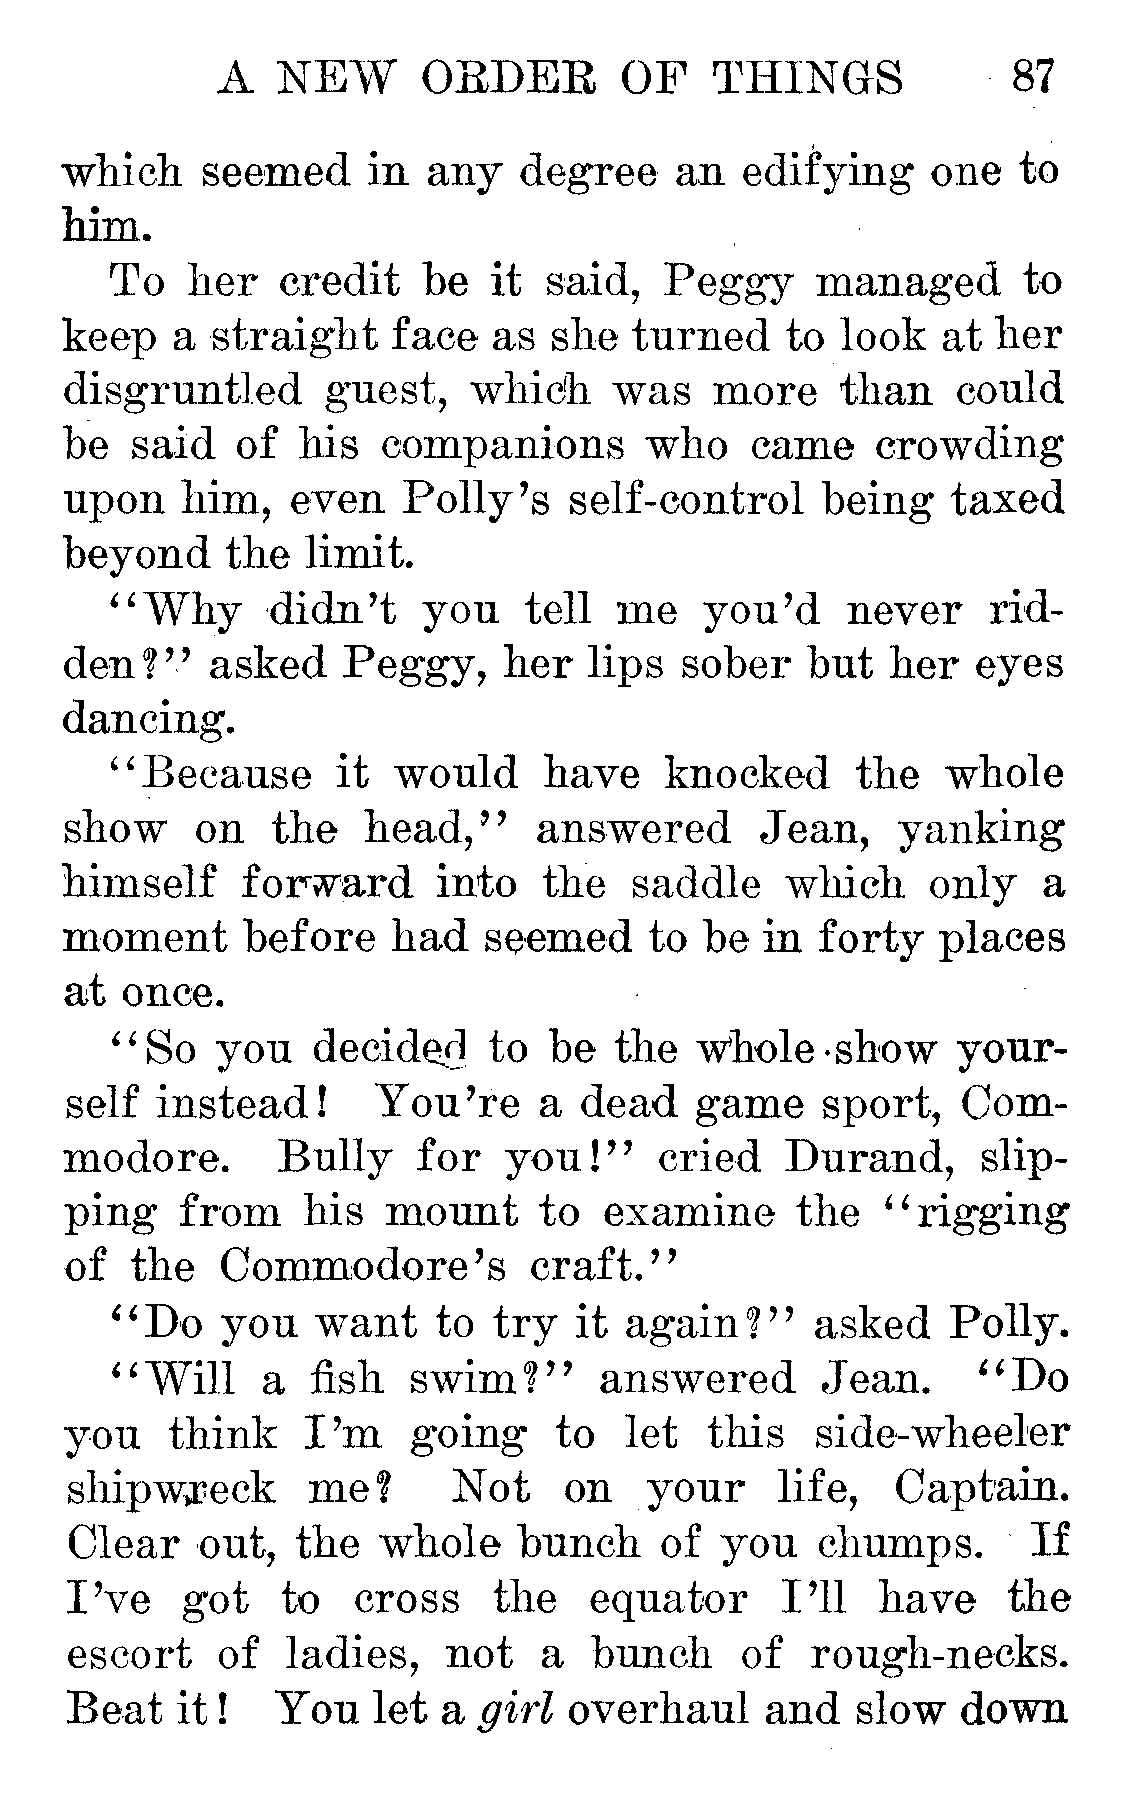 A NEW ORDER OF THINGS 87
which seemed in any degree an edifying one to
him.
To her credit be it said, Peggy managed to
keep a straight face as she turned to look at her
disgruntled guest, which was more than could
be said of his companions who came crowding
upon him, even Polly's self-control being taxed
beyond the limit.
"Why didn't you tell me you'd never rid-
den?" asked Peggy, her lips sober but her eyes
dancing.
"Because it would have knocked the whole
show on the head," answered Jean, yanking
himself forward into the saddle which only a
moment before had seemed to be in forty places
at once.
"So you decided to be the whole show your-
self instead! You're a dead game sport, Com-
modore. Bully for you!" cried Durand, slip-
ping from his mount to examine the "rigging
of the Commodore's craft."
"Do you want to try it again?" asked Polly.
"Will a fish swim?" answered Jean. "Do
you think I'm going to let this side-wheeler
shipwreck me? Not on your life, Captain.
Clear out, the whole bunch of you chumps. If
I've got to cross the equator I'll have the
escort of ladies, not a bunch of rough-necks.
Beat it! You let a girl overhaul and slow down